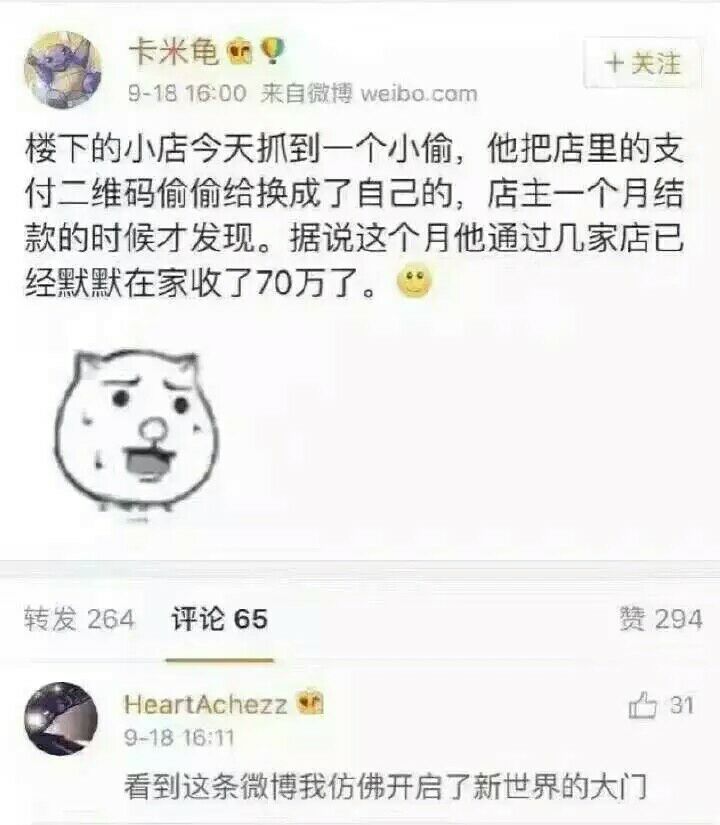 卡米龟
+关注
9-18 16:00 来自微博 weibo.com
楼下的小店今天抓到一个小偷，他把店里的支
付二维码偷偷给换成了自己的，店主一个月结
款的时候才发现。据说这个月他通过几家店已
经默默在家收了70万了。
转发 264 评论 65 赞 294
HeartAchezz
31
9-18 16:11
看到这条微博我仿佛开启了新世界的大门